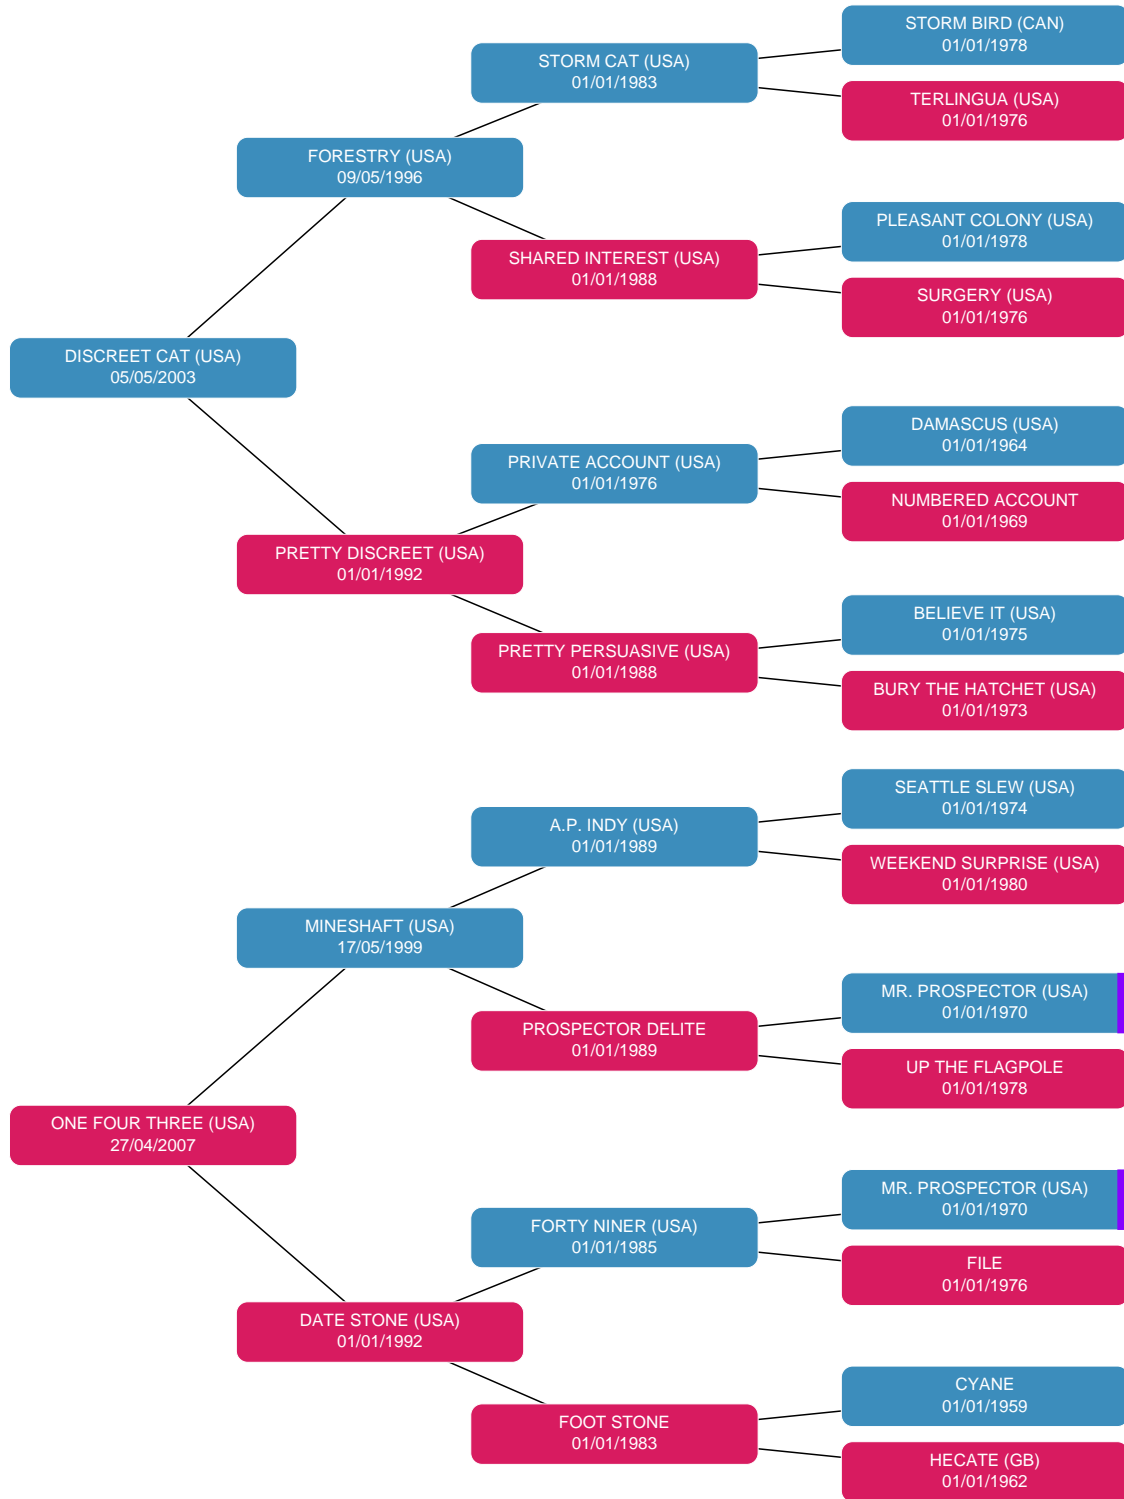 STORM BIRD (CAN)
01/01/1978
STORM CAT (USA)
01/01/1983
TERLINGUA (USA)
01/01/1976
FORESTRY (USA)
09/05/1996
PLEASANT COLONY (USA)
01/01/1978
SHARED INTEREST (USA)
01/01/1988
SURGERY (USA)
01/01/1976
DISCREET CAT (USA)
05/05/2003
DAMASCUS (USA)
01/01/1964
PRIVATE ACCOUNT (USA)
01/01/1976
NUMBERED ACCOUNT
01/01/1969
PRETTY DISCREET (USA)
01/01/1992
BELIEVE IT (USA)
01/01/1975
PRETTY PERSUASIVE (USA)
01/01/1988
BURY THE HATCHET (USA)
01/01/1973
SEATTLE SLEW (USA)
01/01/1974
A.P. INDY (USA)
01/01/1989
WEEKEND SURPRISE (USA)
01/01/1980
MINESHAFT (USA)
17/05/1999
MR. PROSPECTOR (USA)
01/01/1970
PROSPECTOR DELITE
01/01/1989
UP THE FLAGPOLE
01/01/1978
ONE FOUR THREE (USA)
27/04/2007
MR. PROSPECTOR (USA)
01/01/1970
FORTY NINER (USA)
01/01/1985
FILE
01/01/1976
DATE STONE (USA)
01/01/1992
CYANE
01/01/1959
FOOT STONE
01/01/1983
HECATE (GB)
01/01/1962